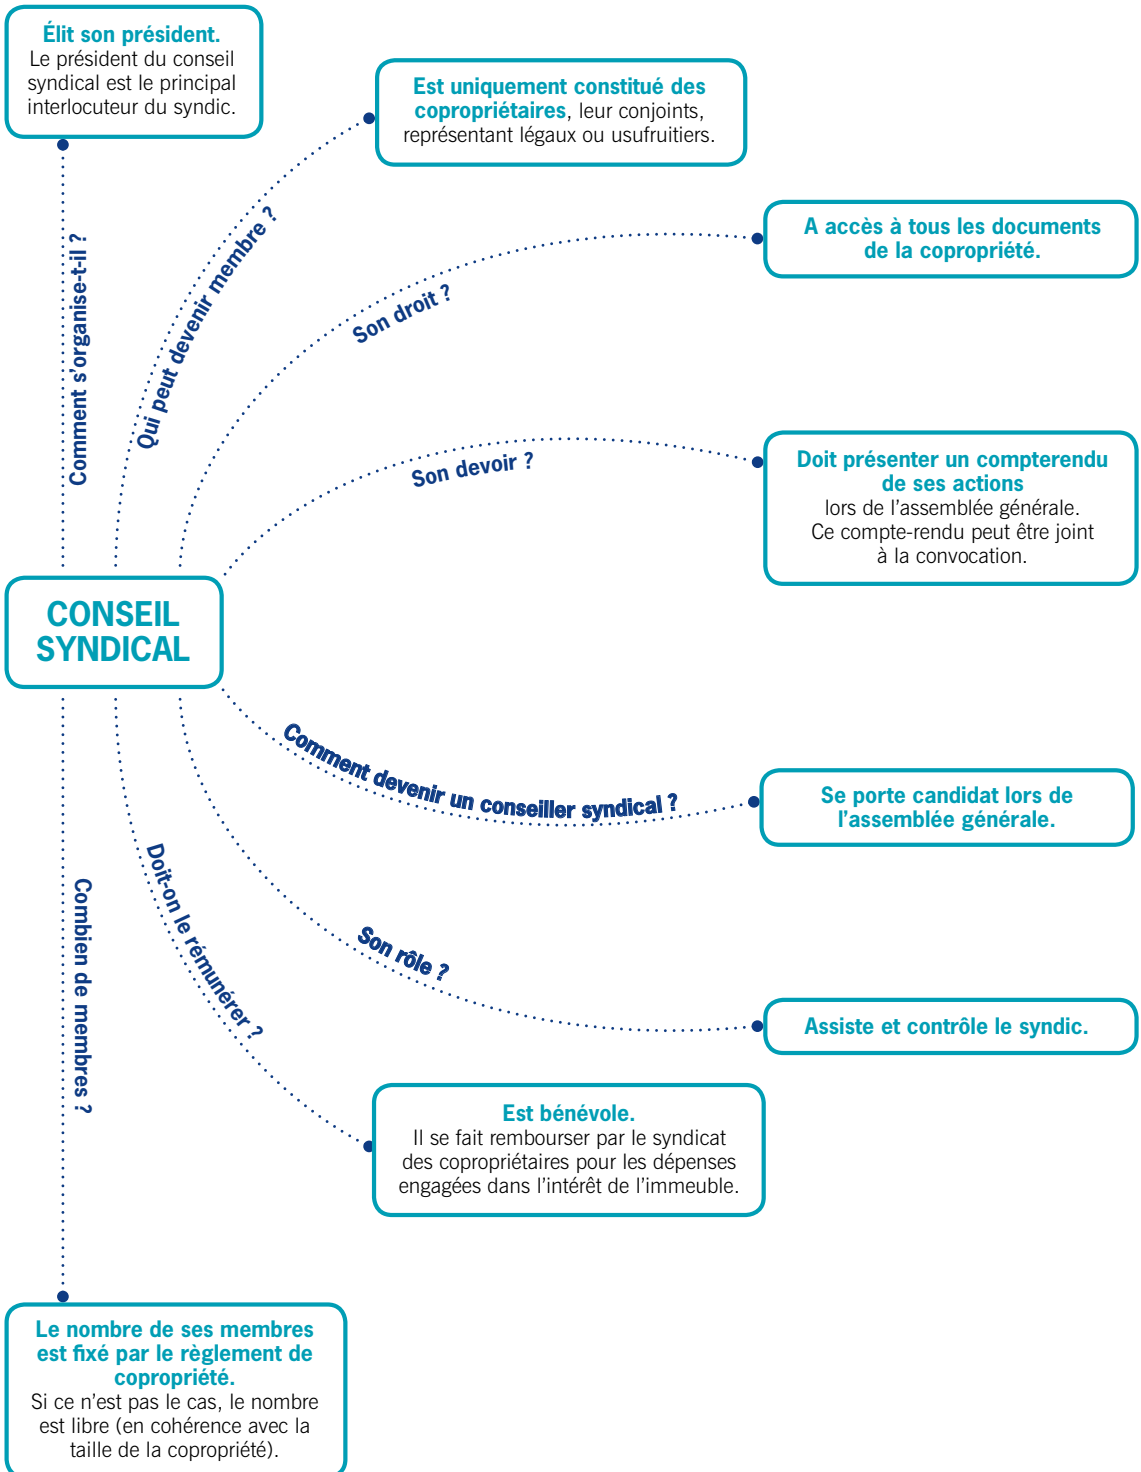 Élit son président.
Le président du conseil
syndical est le principal
interlocuteur du syndic.
Comment s’organise-t-il ?
Est uniquement constitué des
copropriétaires, leur conjoints,
représentant légaux ou usufruitiers.
Qui peut devenir membre ?
A accès à tous les documents
de la copropriété.
Son droit ?
Doit présenter un compterendu
de ses actions
lors de l’assemblée générale.
Ce compte-rendu peut être joint
à la convocation.
Son devoir ?
CONSEIL
SYNDICAL
Comment devenir un conseiller syndical ?
Se porte candidat lors de
l’assemblée générale.
Son rôle ?
Assiste et contrôle le syndic.
Doit-on le rémunérer ?
Est bénévole.
Il se fait rembourser par le syndicat
des copropriétaires pour les dépenses
engagées dans l’intérêt de l’immeuble.
Combien de membres ?
Le nombre de ses membres
est fixé par le règlement de
copropriété.
Si ce n’est pas le cas, le nombre
est libre (en cohérence avec la
taille de la copropriété).